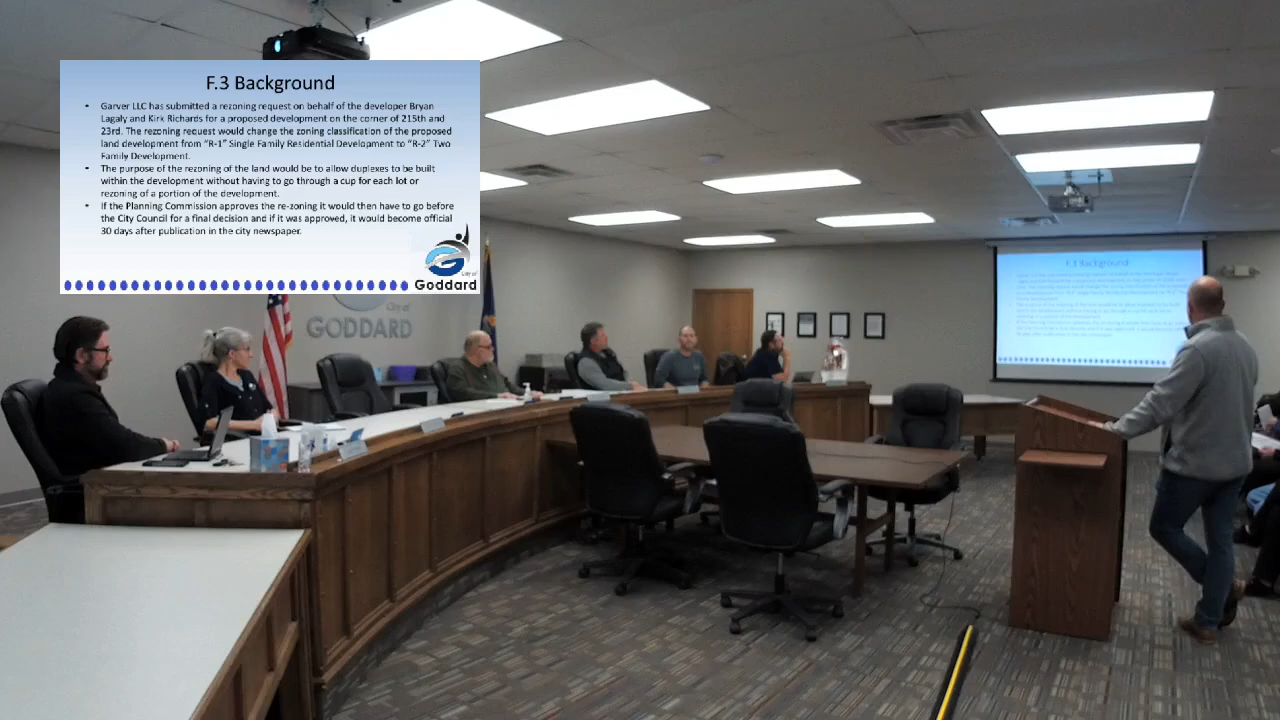 F.3 Background
• Garver LLC has submitted a rezoning request on behalf of the developer Bryan
Lagaly and Kirk Richards for a proposed development on the corner of 215th and
23rd. The rezoning request would change the zoning classification of the proposed
land development from “R-1” Single Family Residential Development to “R-2” Two
Family Development.
• The purpose of the rezoning of the land would be to allow duplexes to be built
within the development without having to go through a cup for each lot or
rezoning of a portion of the development.
• If the Planning Commission approves the re-zoning it would then have to go before
the City Council for a final decision and if it was approved, it would become official
30 days after publication in the city newspaper.
City of
Goddard
City of
GODDARD
F.3 Background